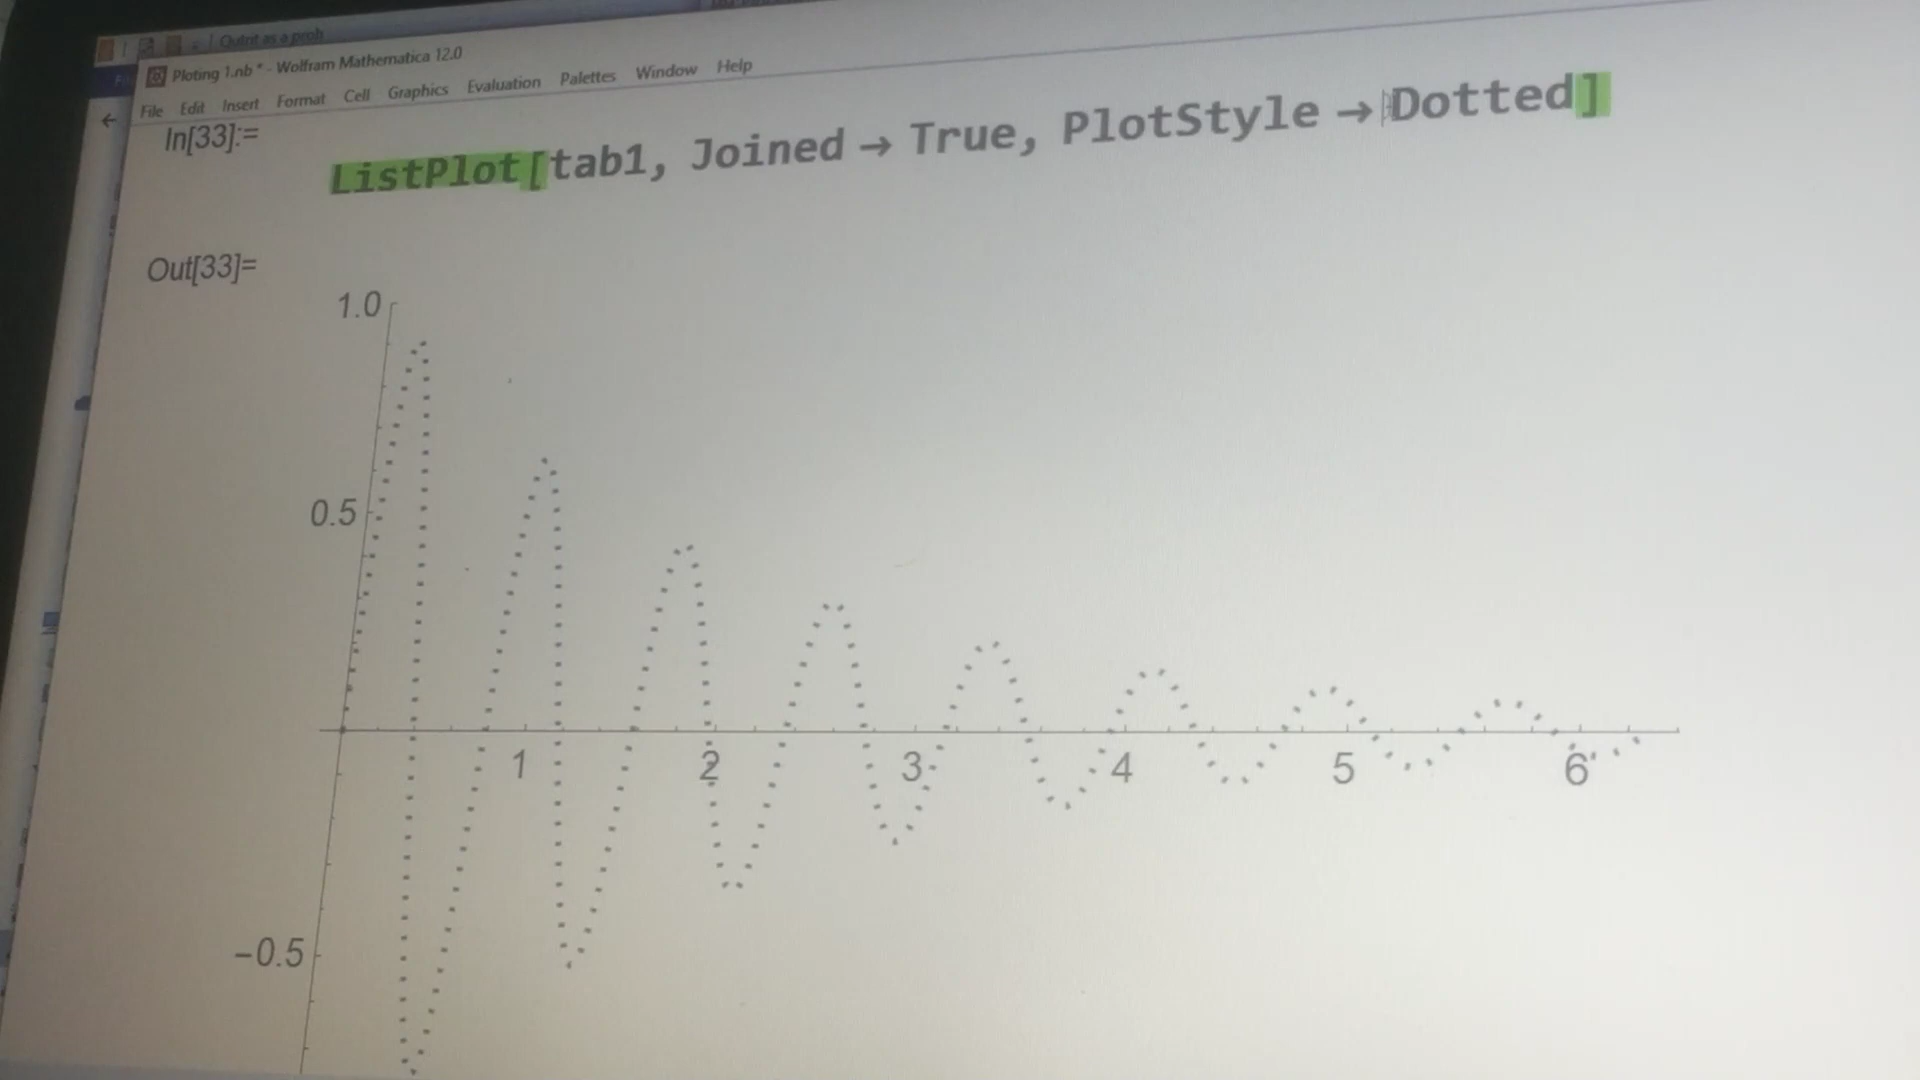 Ploting 1.nb * - Wolfram Mathematica 12.0
File Edit Insert Format Cell Graphics Evaluation Palettes Window Help
In[33]:=
ListPlot[tab1, Joined → True, PlotStyle → Dotted]
Out[33]=
1.0
0.5
1 2 3 4 5 6
-0.5